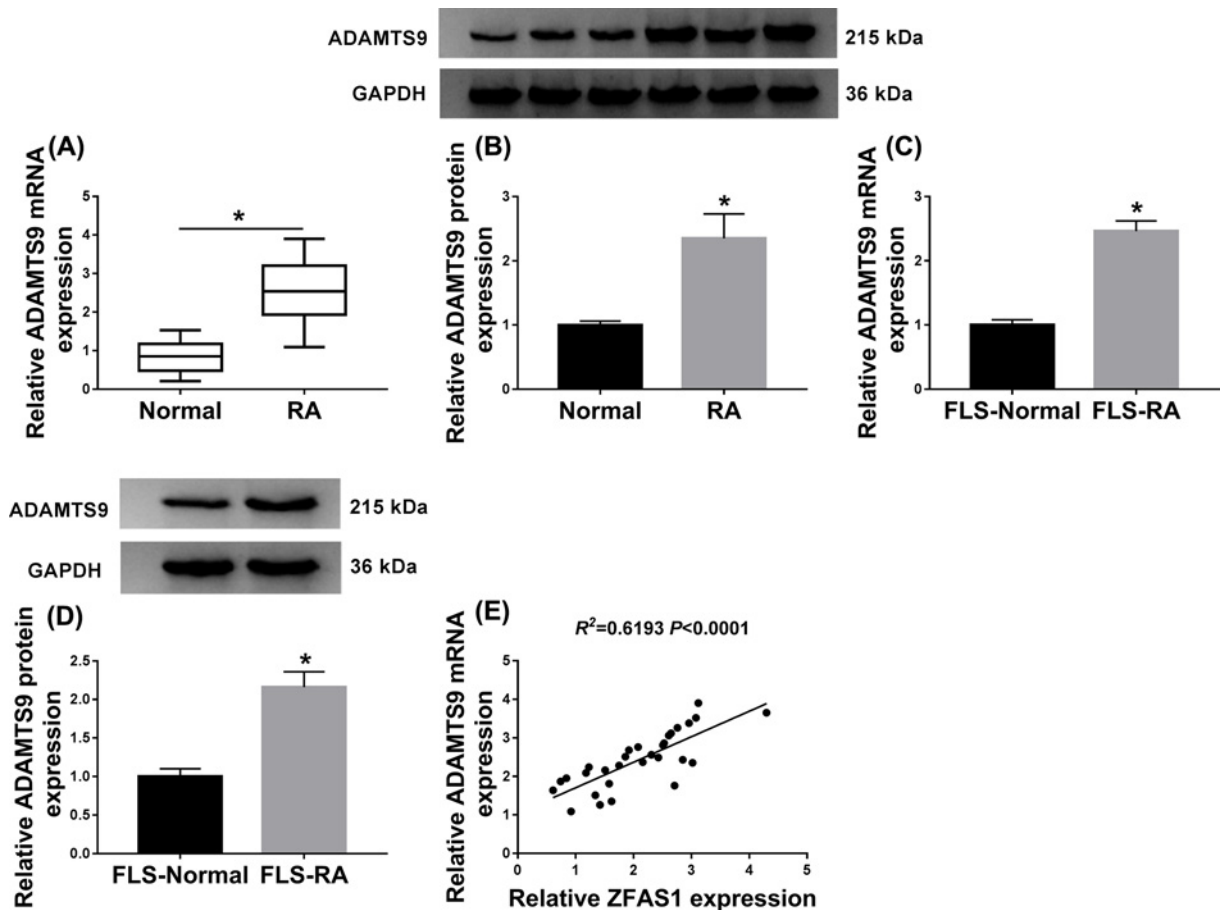 ADAMTS9
215 kDa
GAPDH
36 kDa
(A)
Relative ADAMTS9 mRNA
expression
5
4
3
2
1
0
*
Normal
RA
(B)
Relative ADAMTS9 protein
expression
3
2
1
0
*
Normal
RA
(C)
Relative ADAMTS9 mRNA
expression
3
2
1
0
*
FLS-Normal
FLS-RA
ADAMTS9
215 kDa
GAPDH
36 kDa
(D)
Relative ADAMTS9 protein
expression
2.5
2.0
1.5
1.0
0.5
0.0
*
FLS-Normal
FLS-RA
(E)
R²=0.6193 P<0.0001
Relative ADAMTS9 mRNA
expression
5
4
3
2
1
0
0
1
2
3
4
5
Relative ZFAS1 expression